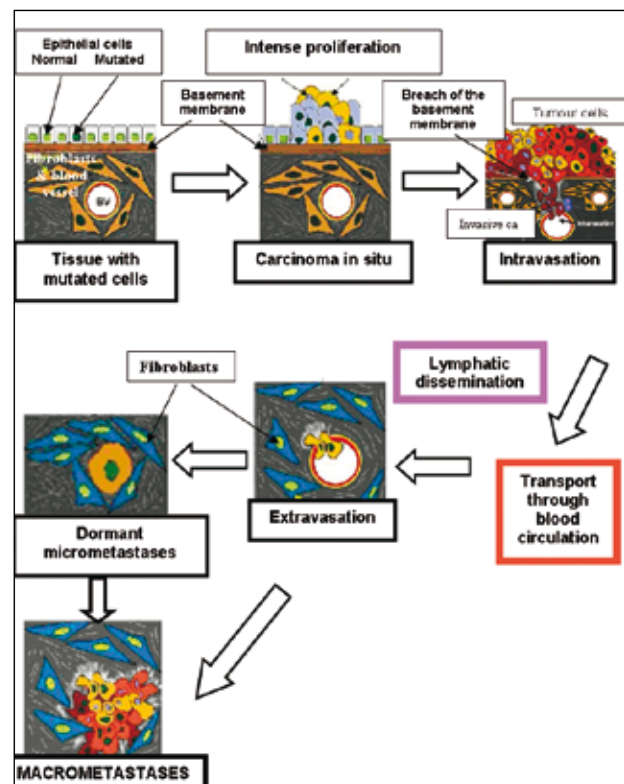 Epithelial cells
Normal Mutated
Intense proliferation
Basement
membrane
Breach of the
basement
membrane
Tumour cells
Fibroblasts
& blood
vessel
BV
Invasive ca
Tissue with
mutated cells
Carcinoma in situ
Intravasation
Fibroblasts
Lymphatic
dissemination
Transport
through
blood
circulation
Extravasation
Dormant
micrometastases
MACROMETASTASES